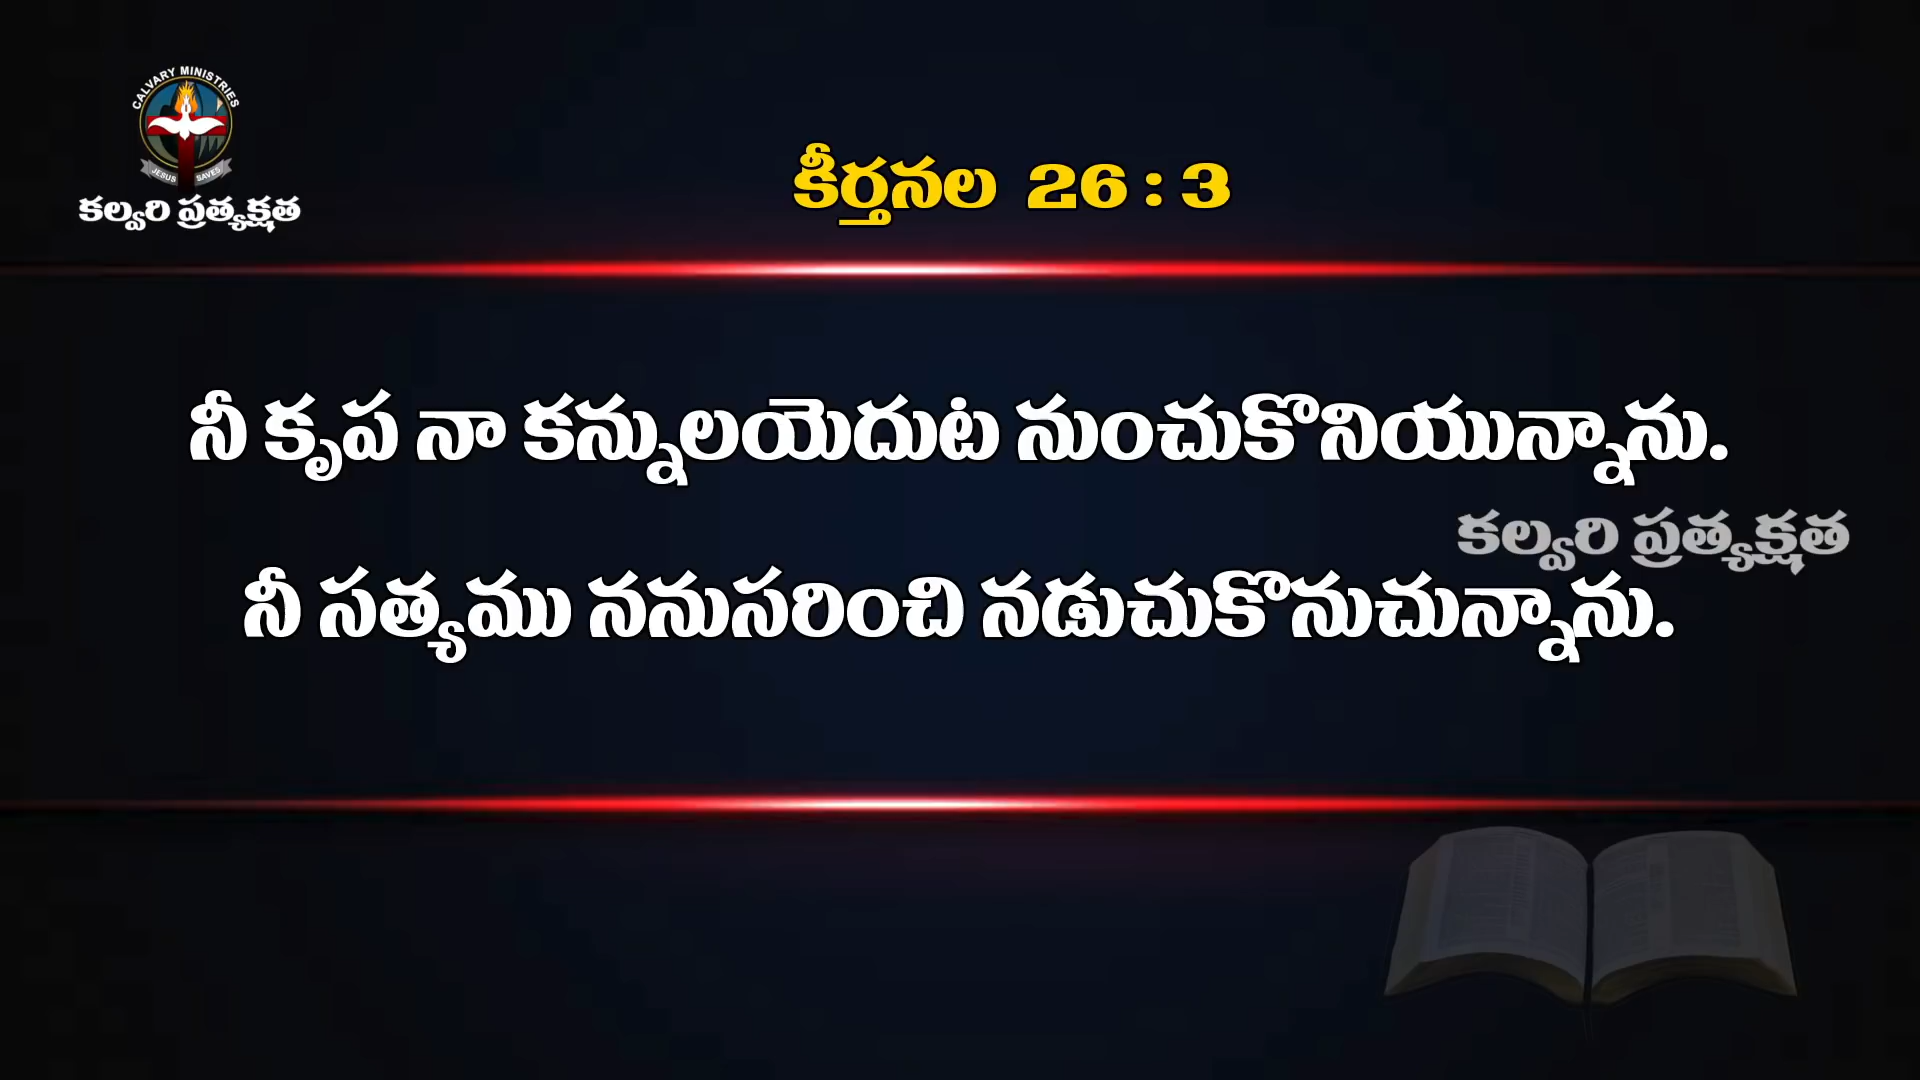 CALVARY MINISTRIES
JESUS SAVES
కల్వరి ప్రత్యక్షత
కీర్తనల 26 : 3
నీ కృప నా కన్నులయెదుట నుంచుకొనియున్నాను.
కల్వరి ప్రత్యక్షత
నీ సత్యము ననుసరించి నడుచుకొనుచున్నాను.